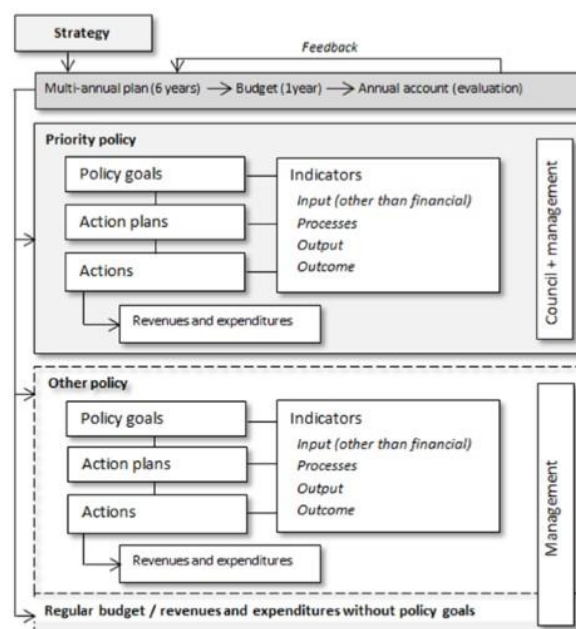 Strategy
Feedback
Multi-annual plan (6 years) → Budget (1year) → Annual account (evaluation)
Priority policy
Policy goals
Action plans
Actions
Revenues and expenditures
Indicators
Input (other than financial)
Processes
Output
Outcome
Council + management
Other policy
Policy goals
Action plans
Actions
Revenues and expenditures
Indicators
Input (other than financial)
Processes
Output
Outcome
Management
Regular budget / revenues and expenditures without policy goals